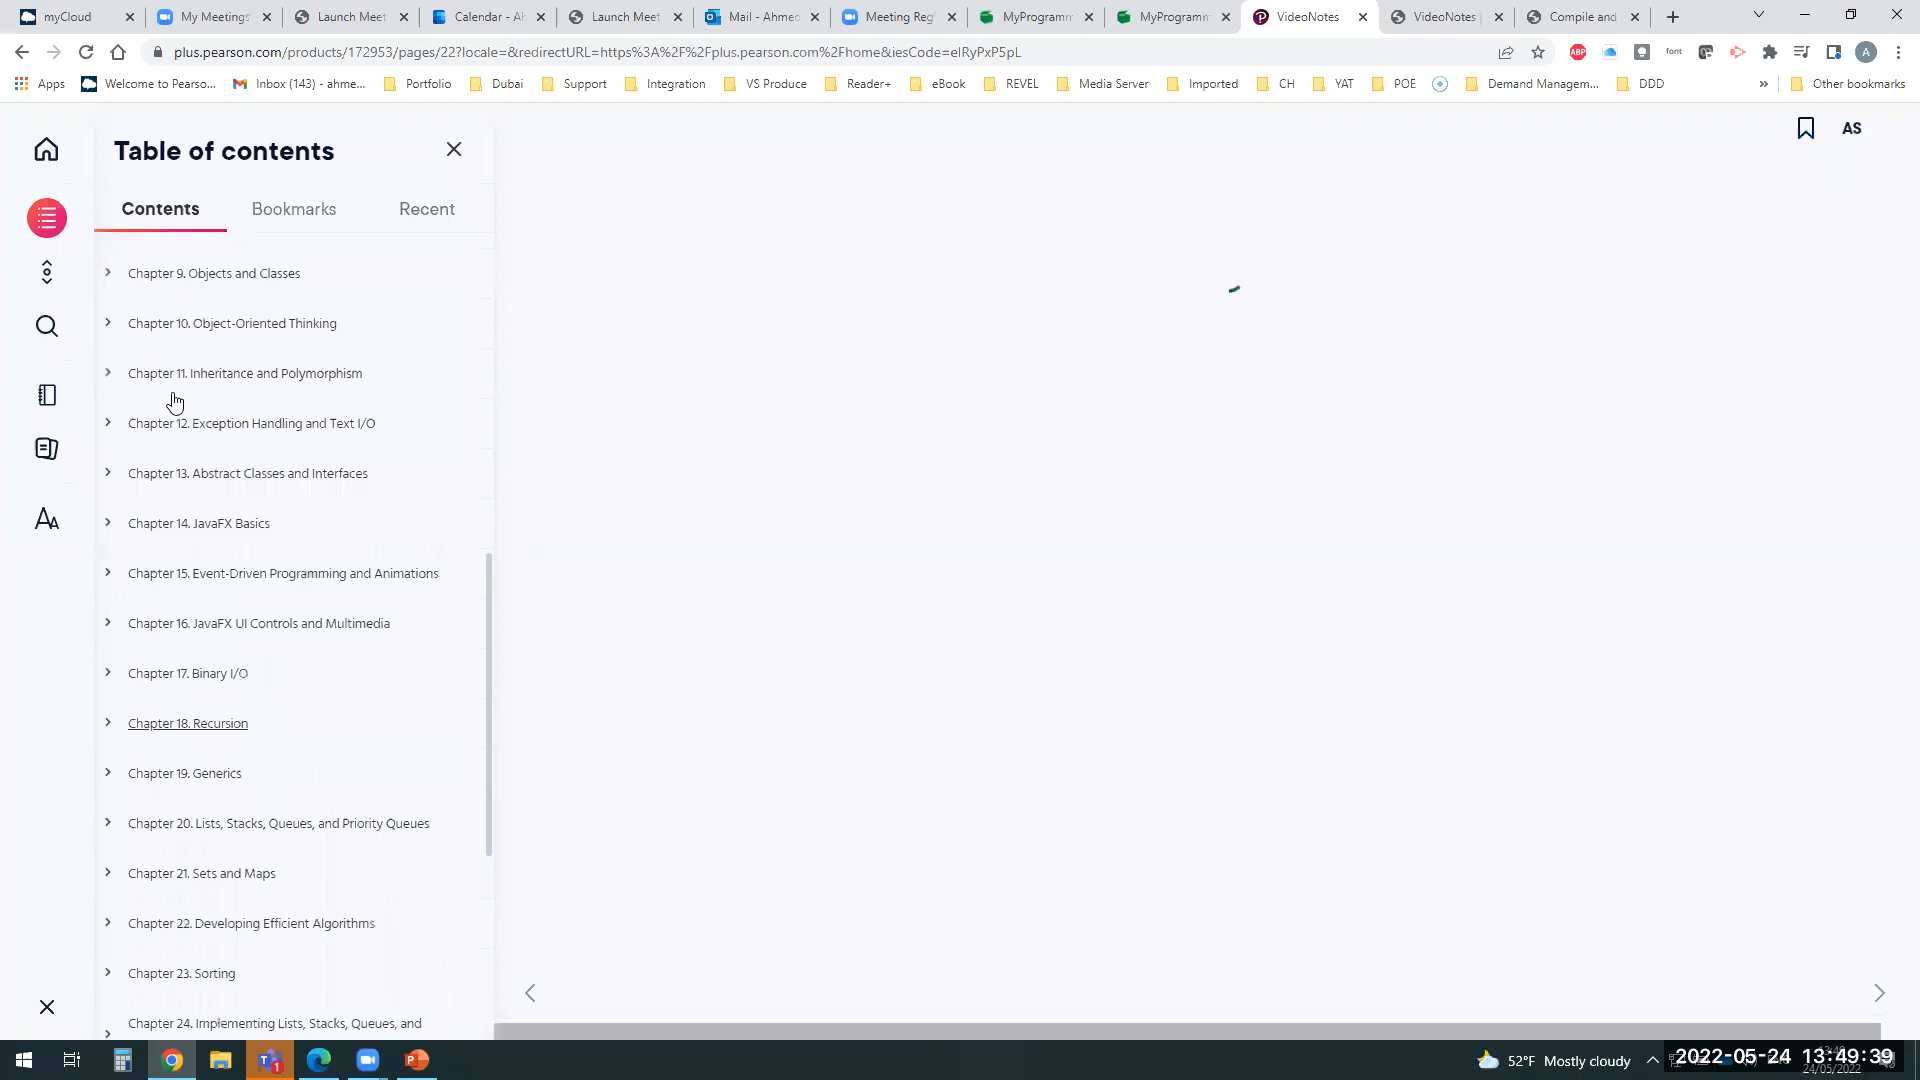 myCloud
My Meetings
Launch Meet
Calendar - Ah
Launch Meet
Mail - Ahmed
Meeting Reg
MyProgramm
MyProgramm
VideoNotes
VideoNotes
Compile and
plus.pearson.com/products/172953/pages/22?locale=&redirectURL=https%3A%2F%2Fplus.pearson.com%2Fhome&iesCode=elRyPxP5pL
ABP
font
A
Apps
Welcome to Pearso...
Inbox (143) - ahme...
Portfolio
Dubai
Support
Integration
VS Produce
Reader+
eBook
REVEL
Media Server
Imported
CH
YAT
POE
Demand Managem...
DDD
»
Other bookmarks
AS
Table of contents
Contents
Bookmarks
Recent
Chapter 9. Objects and Classes
Chapter 10. Object-Oriented Thinking
Chapter 11. Inheritance and Polymorphism
Chapter 12. Exception Handling and Text I/O
Chapter 13. Abstract Classes and Interfaces
Chapter 14. JavaFX Basics
Chapter 15. Event-Driven Programming and Animations
Chapter 16. JavaFX UI Controls and Multimedia
Chapter 17. Binary I/O
Chapter 18. Recursion
Chapter 19. Generics
Chapter 20. Lists, Stacks, Queues, and Priority Queues
Chapter 21. Sets and Maps
Chapter 22. Developing Efficient Algorithms
Chapter 23. Sorting
Chapter 24. Implementing Lists, Stacks, Queues, and
52°F Mostly cloudy
2022-05-24 13:49:39
24/05/2022